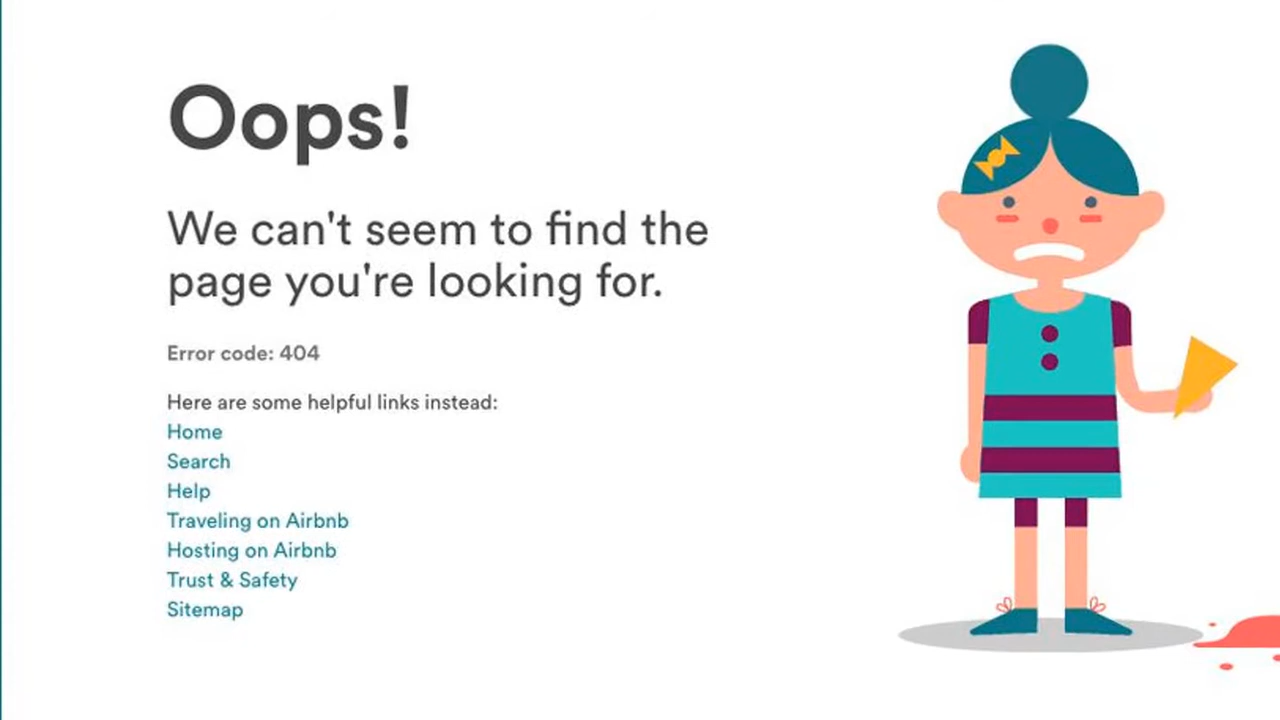 Oops!
We can't seem to find the
page you're looking for.
Error code: 404
Here are some helpful links instead:
Home
Search
Help
Traveling on Airbnb
Hosting on Airbnb
Trust & Safety
Sitemap